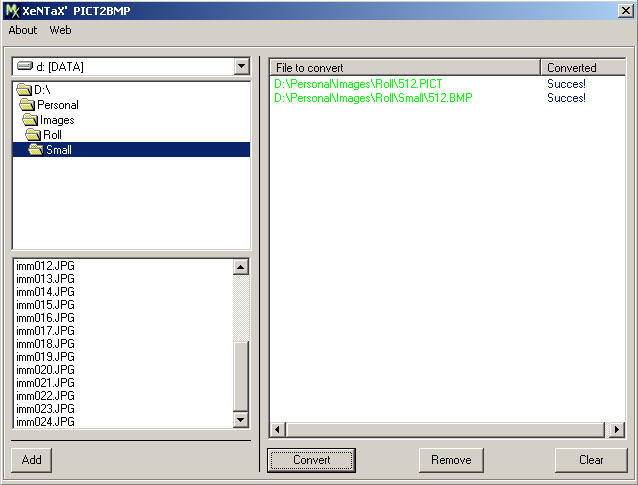 XeNTaX' PICT2BMP
About Web
d: [DATA]
D:\
Personal
Images
Roll
Small
imm012.JPG
imm013.JPG
imm014.JPG
imm015.JPG
imm016.JPG
imm017.JPG
imm018.JPG
imm019.JPG
imm020.JPG
imm021.JPG
imm022.JPG
imm023.JPG
imm024.JPG
Add
File to convert Converted
D:\Personal\Images\Roll\512.PICT Succes!
D:\Personal\Images\Roll\Small\512.BMP Succes!
Convert Remove Clear